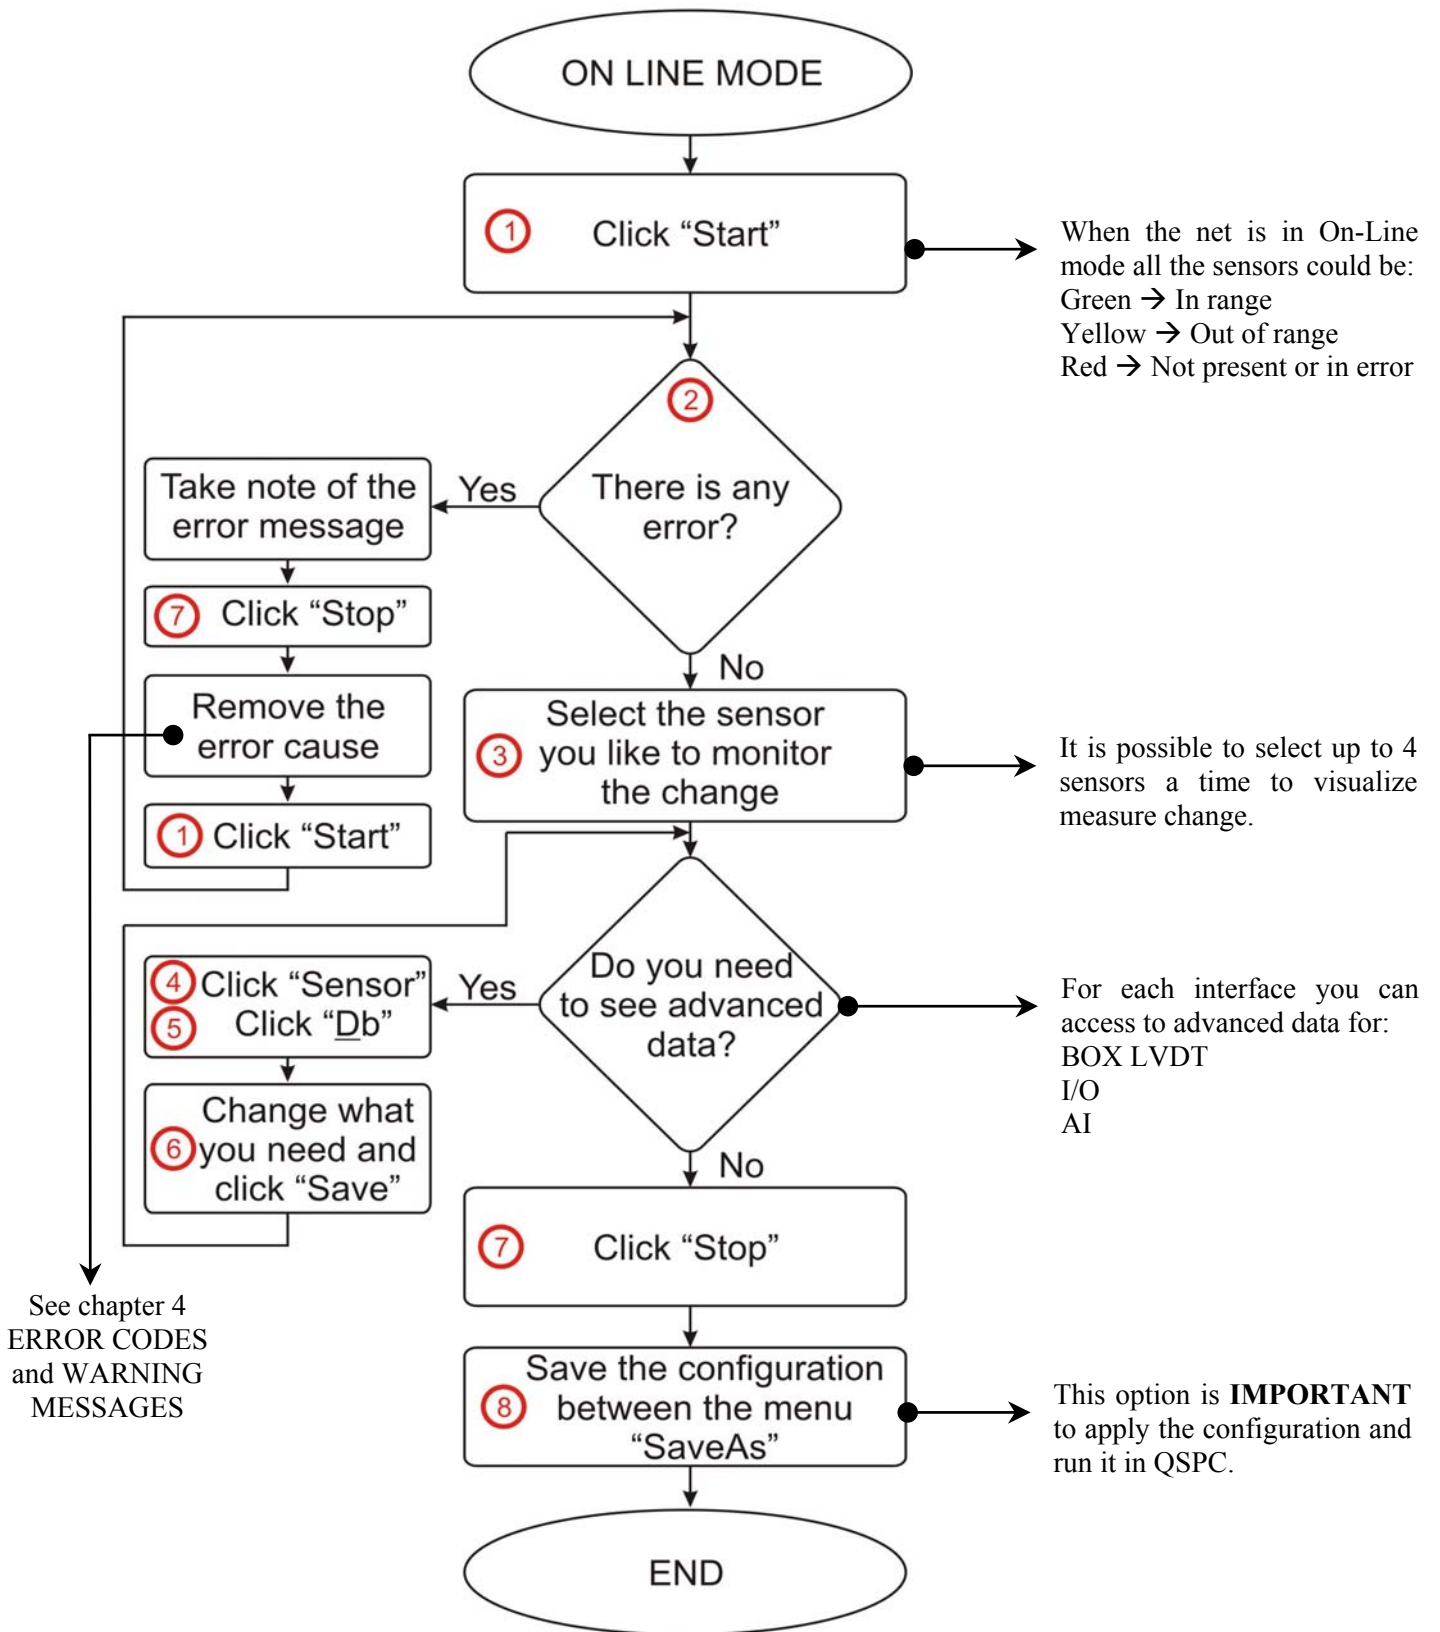 ON LINE MODE
1 Click “Start”
When the net is in On-Line
mode all the sensors could be:
Green → In range
Yellow → Out of range
Red → Not present or in error
2
There is any
error?
Yes
Take note of the
error message
7 Click “Stop”
Remove the
error cause
1 Click “Start”
See chapter 4
ERROR CODES
and WARNING
MESSAGES
No
Select the sensor
3 you like to monitor
the change
It is possible to select up to 4
sensors a time to visualize
measure change.
Do you need
to see advanced
data?
For each interface you can
access to advanced data for:
BOX LVDT
I/O
AI
Yes
4 Click “Sensor”
5 Click “Db”
Change what
6 you need and
click “Save”
No
7 Click “Stop”
Save the configuration
8 between the menu
“SaveAs”
This option is IMPORTANT
to apply the configuration and
run it in QSPC.
END